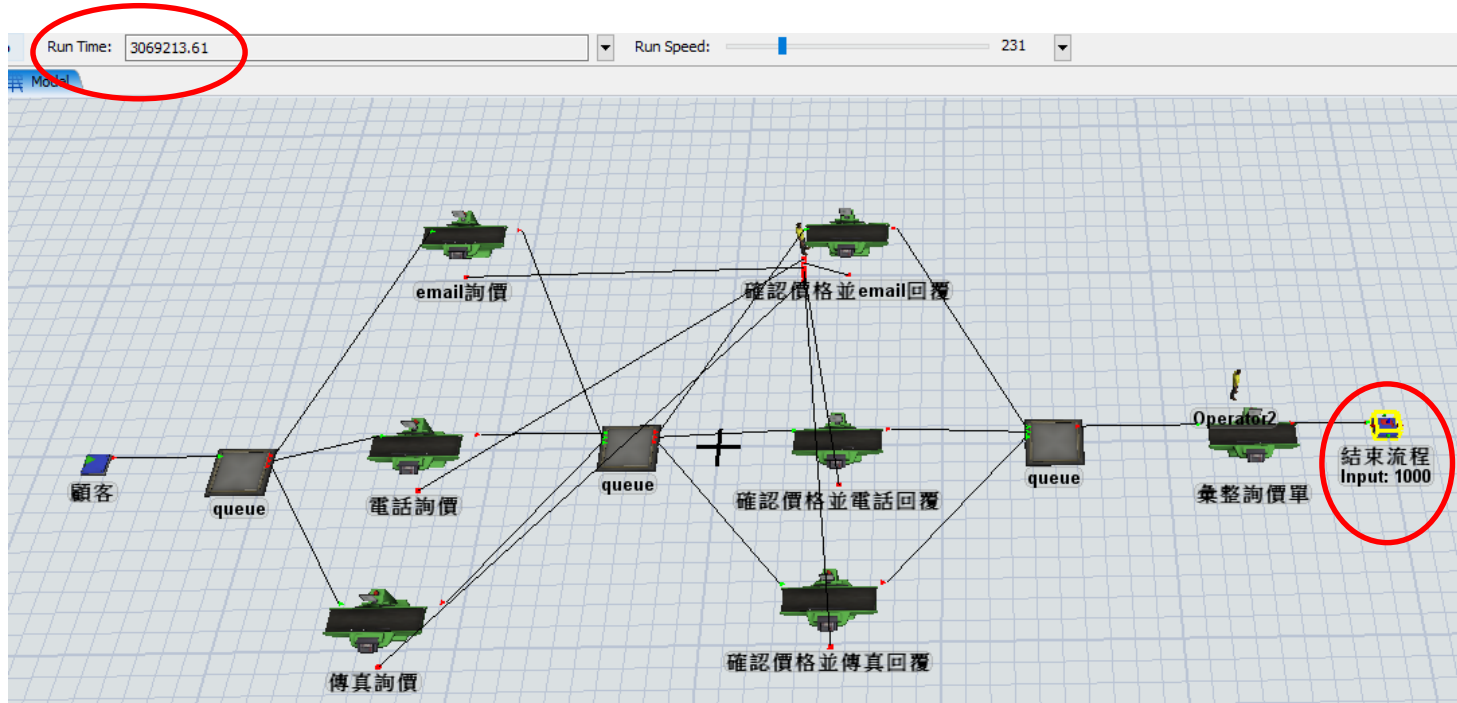 Run Time: 3069213.61 Run Speed: 231
Model
email詢價
確認價格並email回覆
Operator2
顧客
queue
電話詢價
queue
確認價格並電話回覆
queue
彙整詢價單
結束流程
Input: 1000
傳真詢價
確認價格並傳真回覆